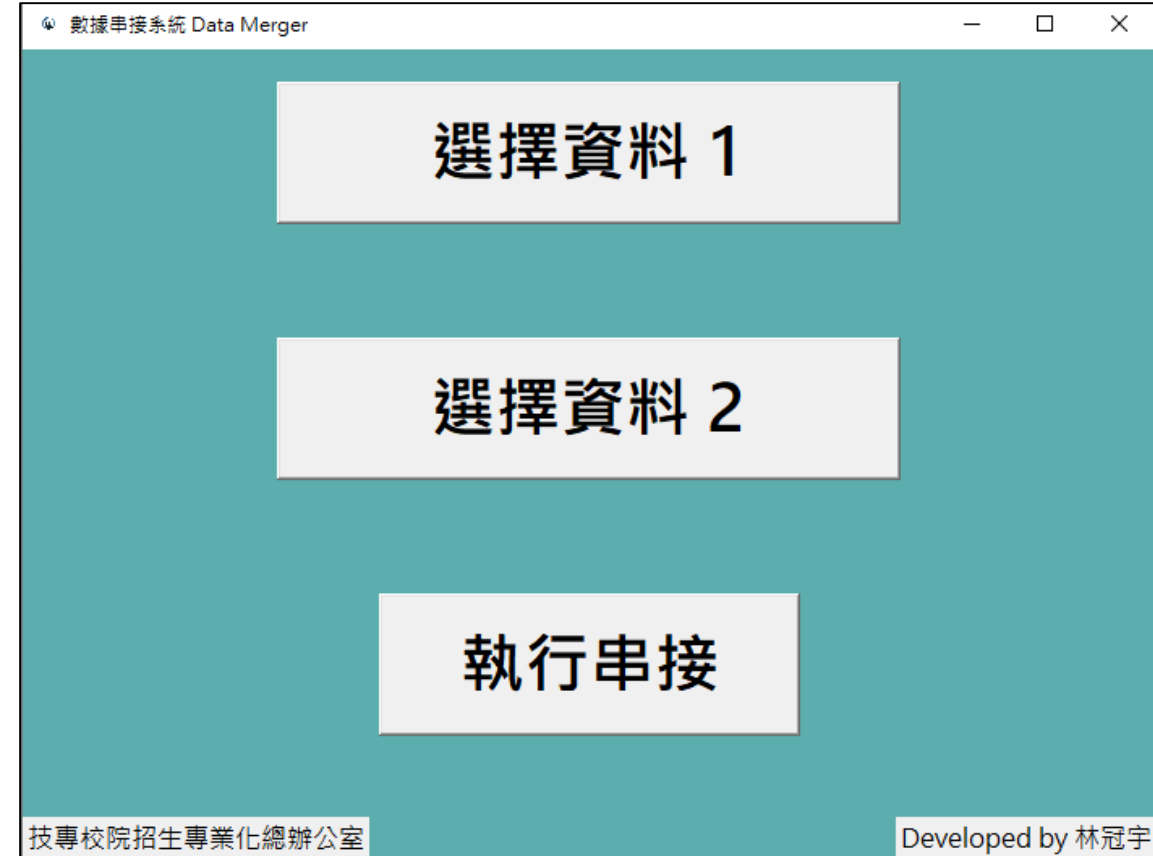 數據串接系統 Data Merger
選擇資料 1
選擇資料 2
執行串接
技專校院招生專業化總辦公室
Developed by 林冠宇